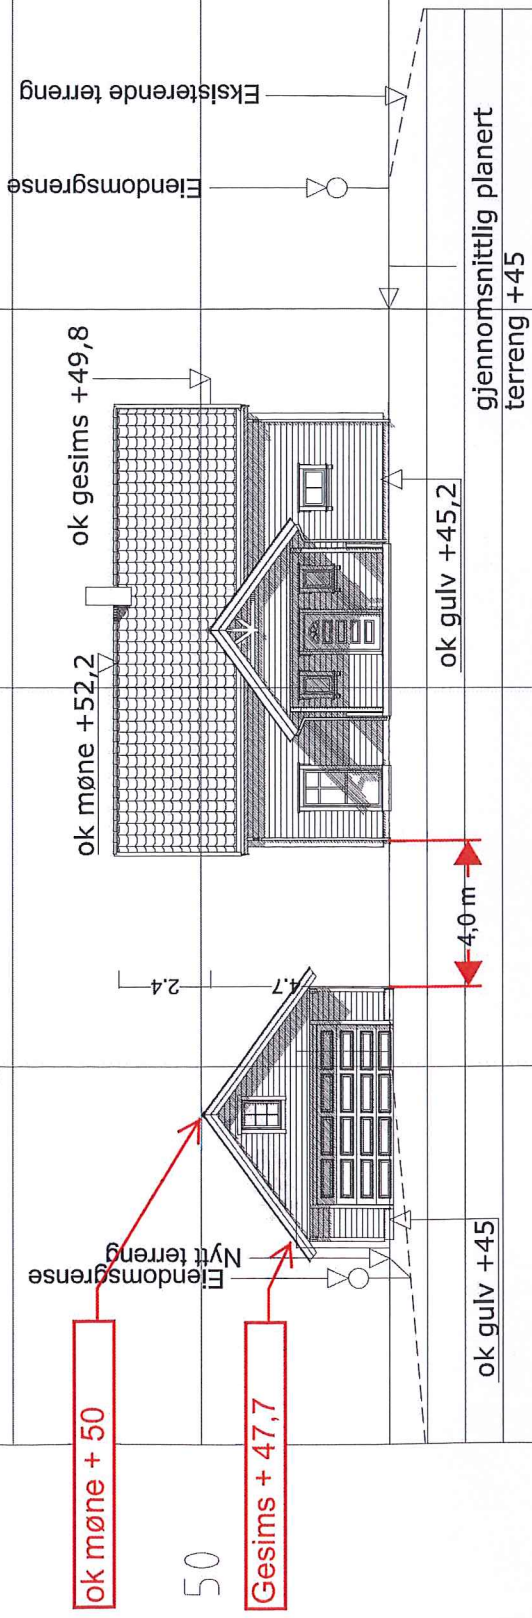 ok møne + 50
50
Gesims + 47,7
Eiendomsgrense
Nytt terreng
ok gulv +45
2.4
4.7
4,0 m
ok møne +52,2
ok gesims +49,8
ok gulv +45,2
Eiendomsgrense
Eksisterende terreng
gjennomsnittlig planert
terreng +45